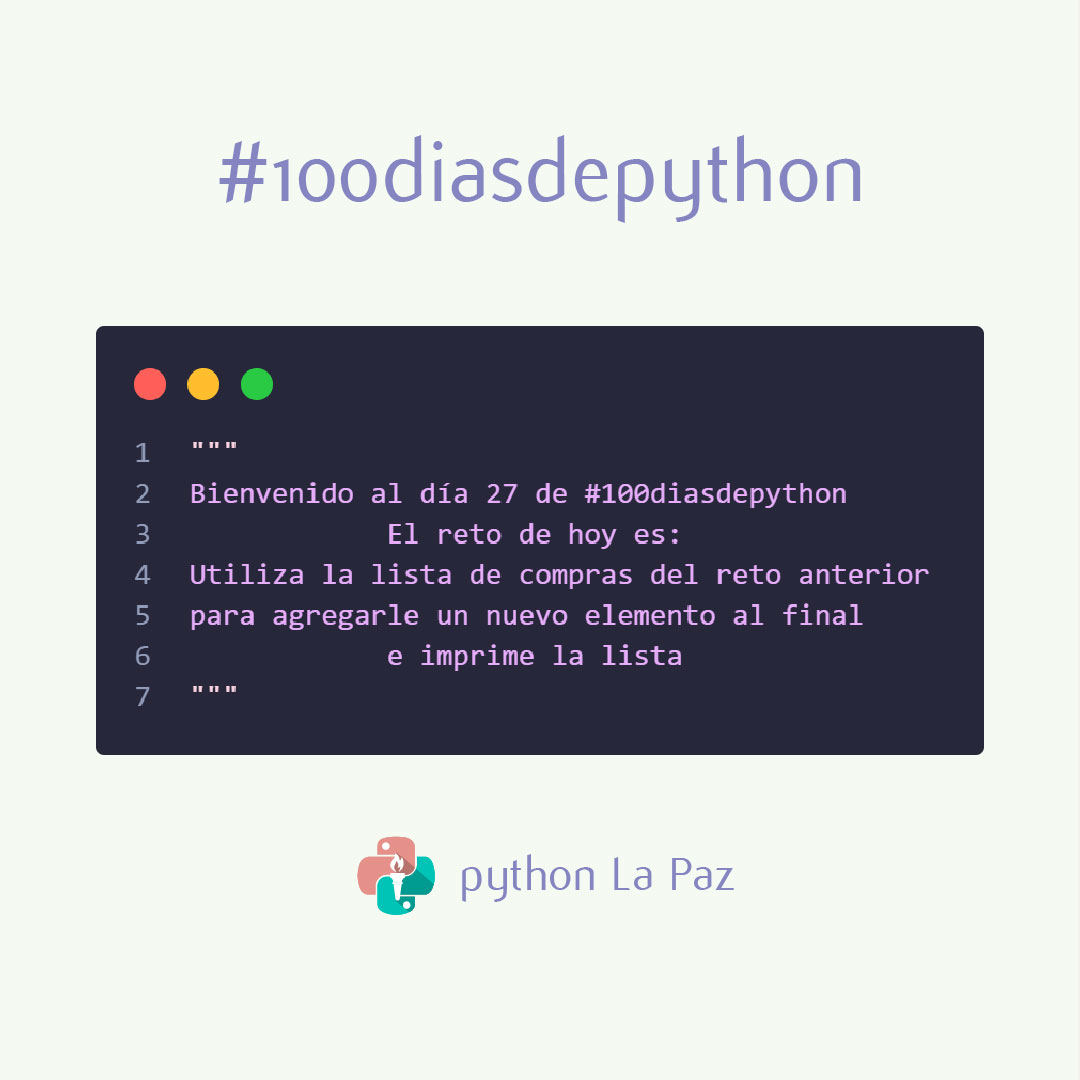 #100diasdepython
1 """
2 Bienvenido al día 27 de #100diasdepython
3 El reto de hoy es:
4 Utiliza la lista de compras del reto anterior
5 para agregarle un nuevo elemento al final
6 e imprime la lista
7 """
python La Paz